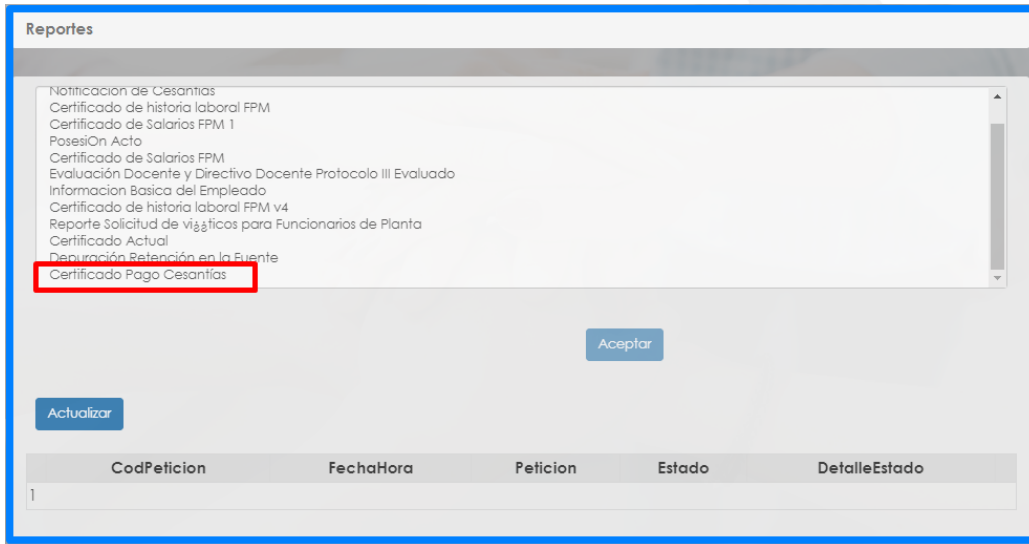 Reportes
Notificación de Cesantías
Certificado de historia laboral FPM
Certificado de Salarios FPM 1
PosesiOn Acto
Certificado de Salarios FPM
Evaluación Docente y Directivo Docente Protocolo III Evaluado
Informacion Basica del Empleado
Certificado de historia laboral FPM v4
Reporte Solicitud de vi¿¿ticos para Funcionarios de Planta
Certificado Actual
Depuración Retención en la Fuente
Certificado Pago Cesantías
Aceptar
Actualizar
CodPeticion FechaHora Peticion Estado DetalleEstado
1